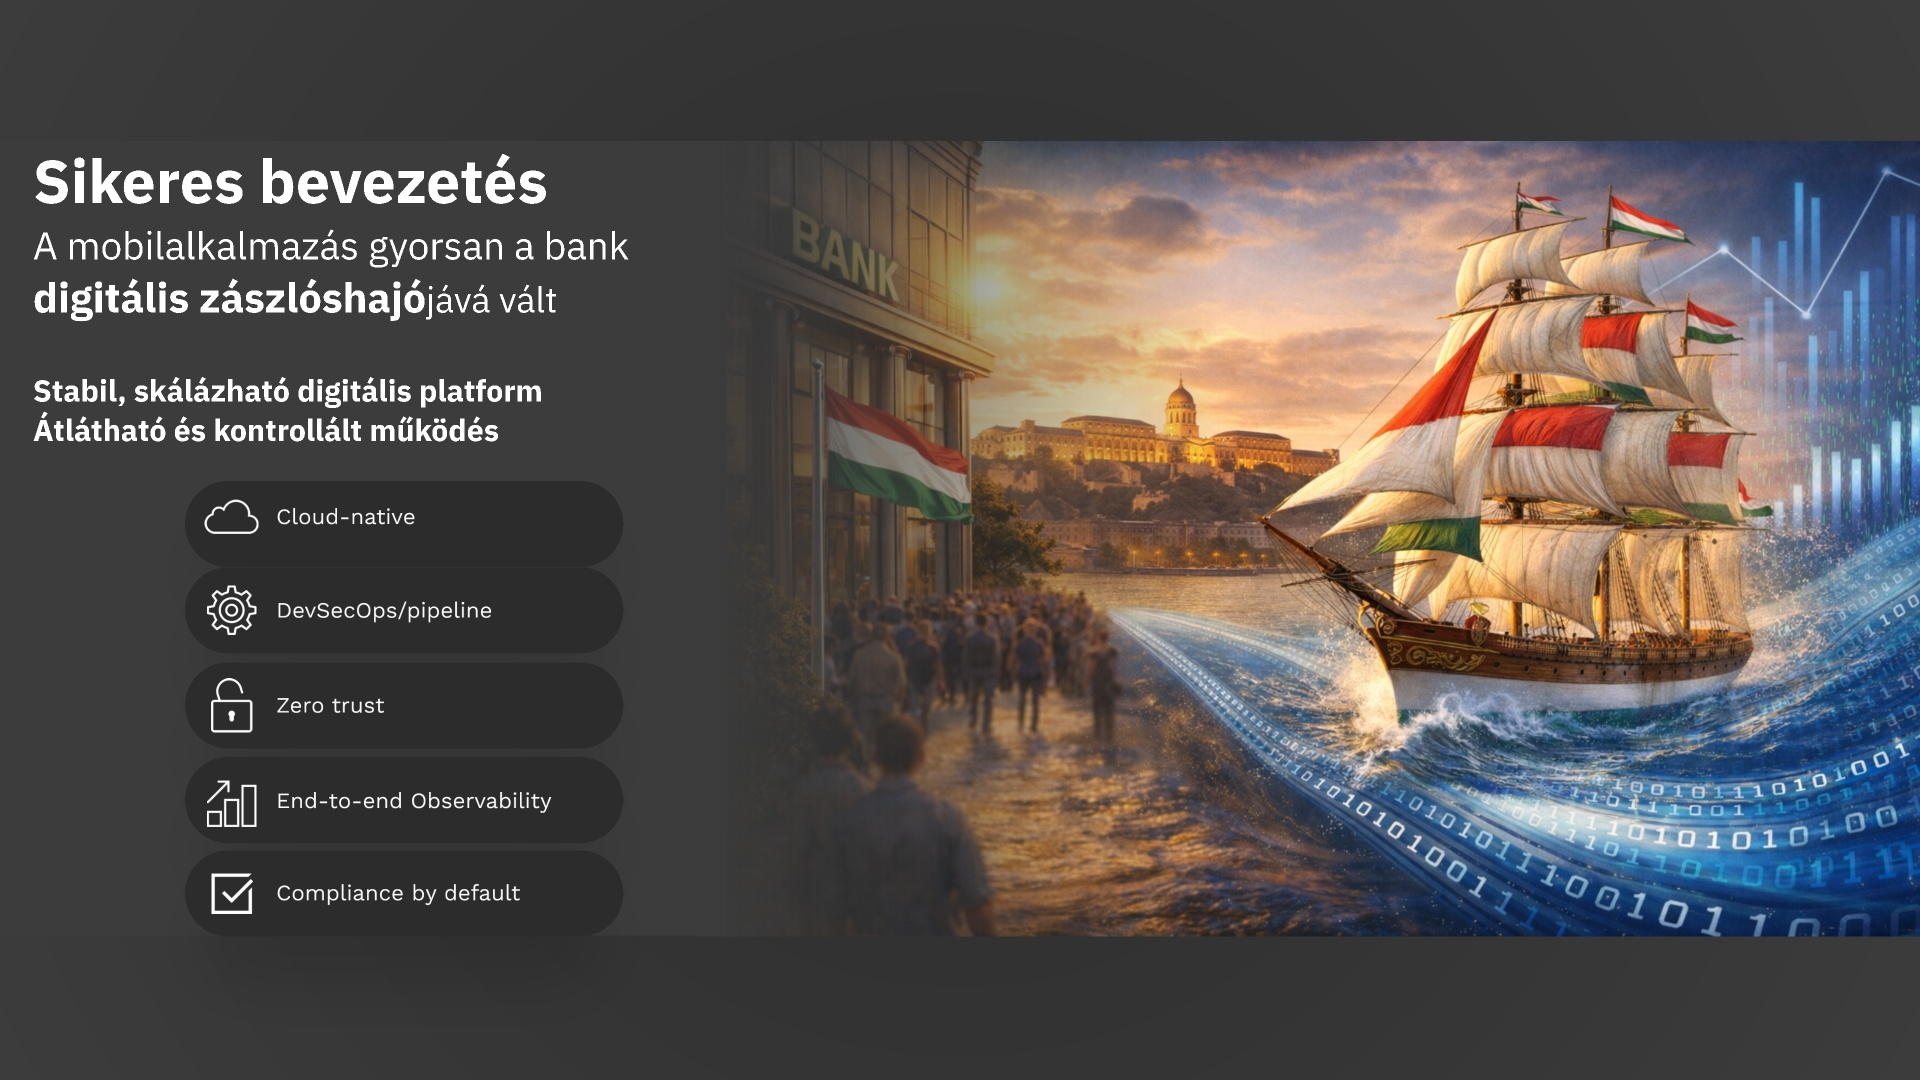 Sikeres bevezetés
A mobilalkalmazás gyorsan a bank
digitális zászlóshajójává vált
Stabil, skálázható digitális platform
Átlátható és kontrollált működés
Cloud-native
DevSecOps/pipeline
Zero trust
End-to-end Observability
Compliance by default
BANK